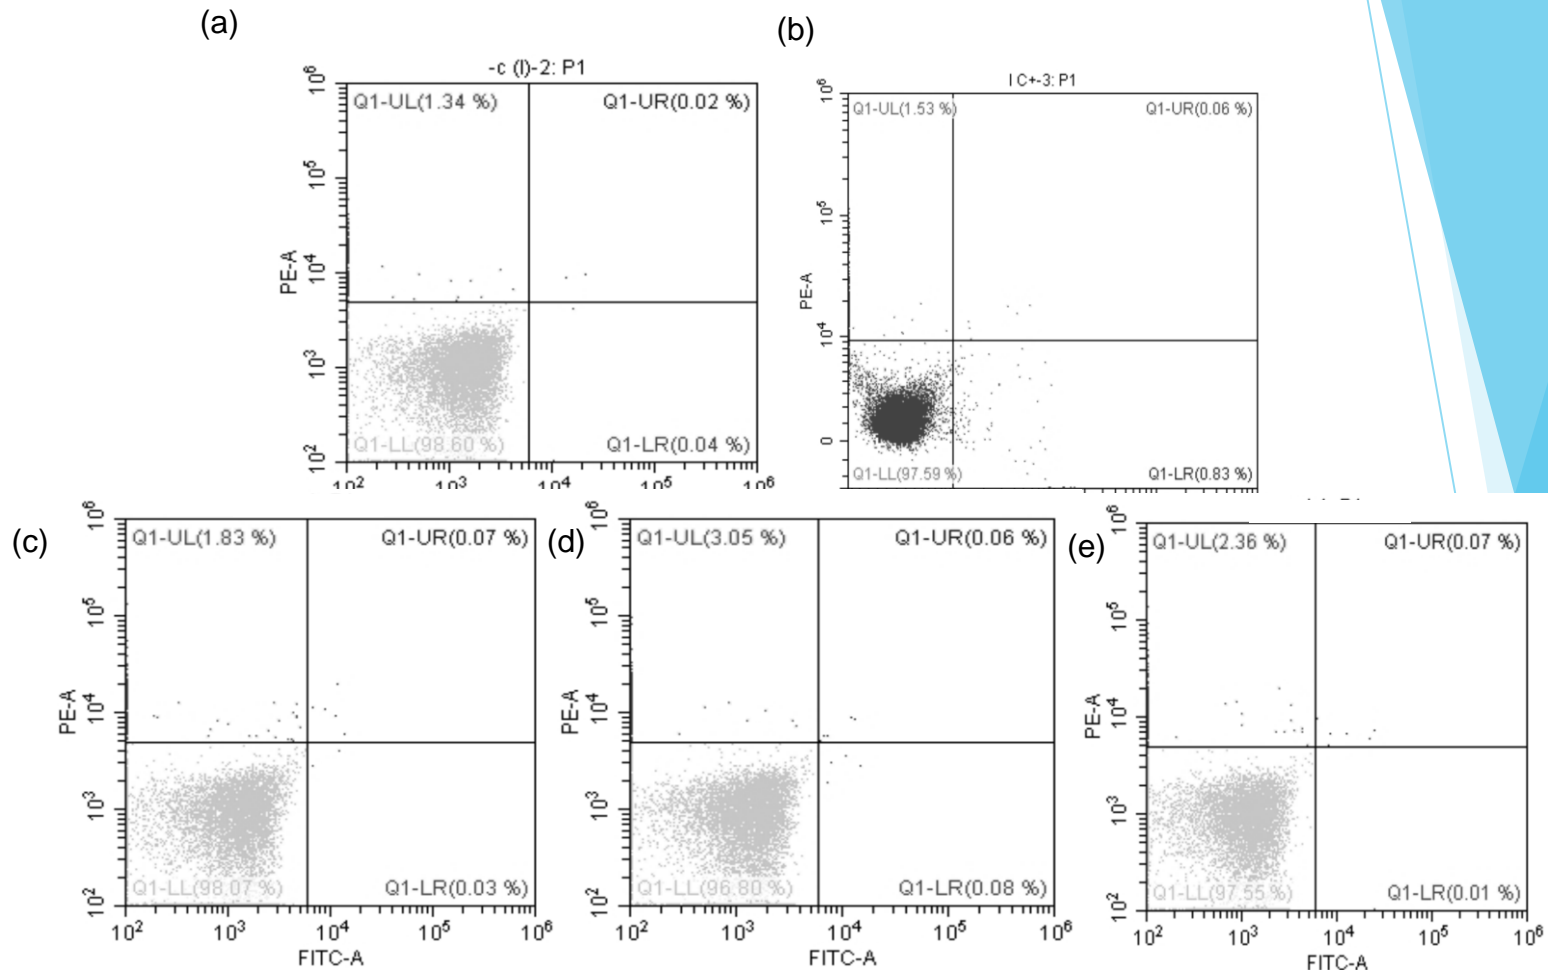 (a)
-c (I)-2: P1
Q1-UL(1.34 %)
Q1-UR(0.02 %)
Q1-LL(98.60 %)
Q1-LR(0.04 %)
PE-A
10^6
10^5
10^4
10^3
10^2
10^2 10^3 10^4 10^5 10^6
(b)
I C+-3: P1
Q1-UL(1.53 %)
Q1-UR(0.06 %)
Q1-LL(97.59 %)
Q1-LR(0.83 %)
PE-A
10^6
10^5
10^4
0
(c)
Q1-UL(1.83 %)
Q1-UR(0.07 %)
Q1-LL(98.07 %)
Q1-LR(0.03 %)
PE-A
10^6
10^5
10^4
10^3
10^2
10^2 10^3 10^4 10^5 10^6
FITC-A
(d)
Q1-UL(3.05 %)
Q1-UR(0.06 %)
Q1-LL(96.80 %)
Q1-LR(0.08 %)
PE-A
10^6
10^5
10^4
10^3
10^2
10^2 10^3 10^4 10^5 10^6
FITC-A
(e)
Q1-UL(2.36 %)
Q1-UR(0.07 %)
Q1-LL(97.55 %)
Q1-LR(0.01 %)
PE-A
10^6
10^5
10^4
10^3
10^2
10^2 10^3 10^4 10^5 10^6
FITC-A